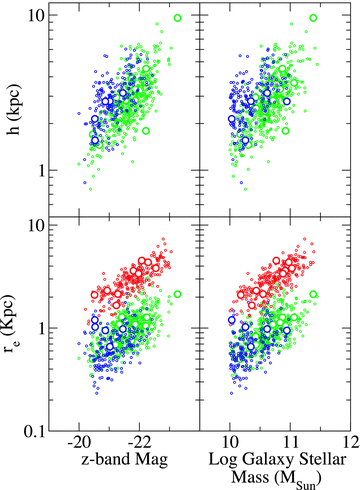 10
h (kpc)
1
10
r_e (Kpc)
1
0.1
-20 -22 10 11 12
z-band Mag Log Galaxy Stellar
Mass (M_Sun)